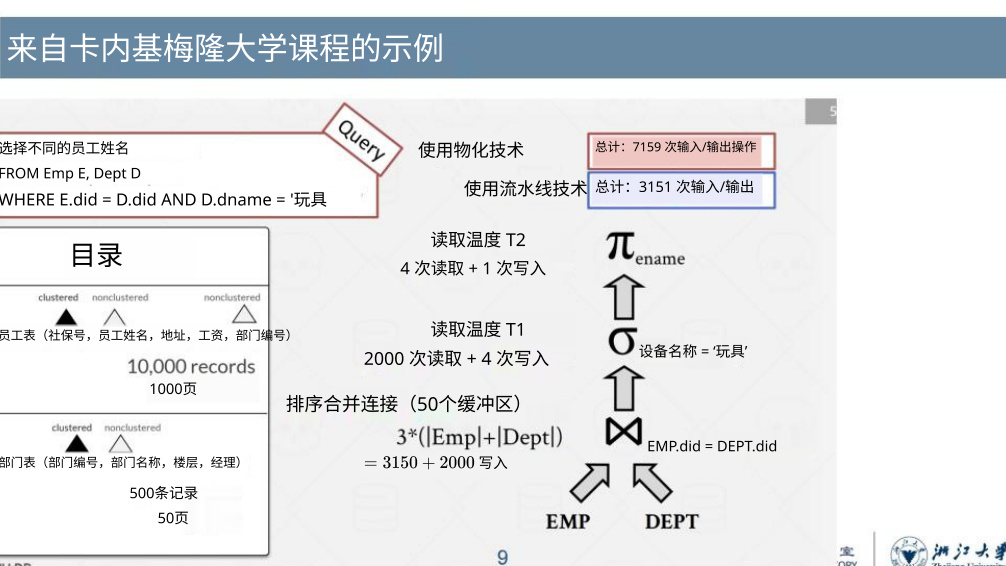 来自卡内基梅隆大学课程的示例
5
Query
选择不同的员工姓名
FROM Emp E, Dept D
WHERE E.did = D.did AND D.dname = '玩具
使用物化技术
总计：7159 次输入/输出操作
使用流水线技术
总计：3151 次输入/输出
目录
clustered nonclustered nonclustered
员工表（社保号，员工姓名，地址，工资，部门编号）
10,000 records
1000页
clustered nonclustered
部门表（部门编号，部门名称，楼层，经理）
500条记录
50页
读取温度 T2
4 次读取 + 1 次写入
读取温度 T1
2000 次读取 + 4 次写入
排序合并连接（50个缓冲区）
3*(|Emp|+|Dept|)
= 3150 + 2000 写入
π ename
σ 设备名称 = ‘玩具’
⋈ EMP.did = DEPT.did
EMP DEPT
9
室
浙江大学